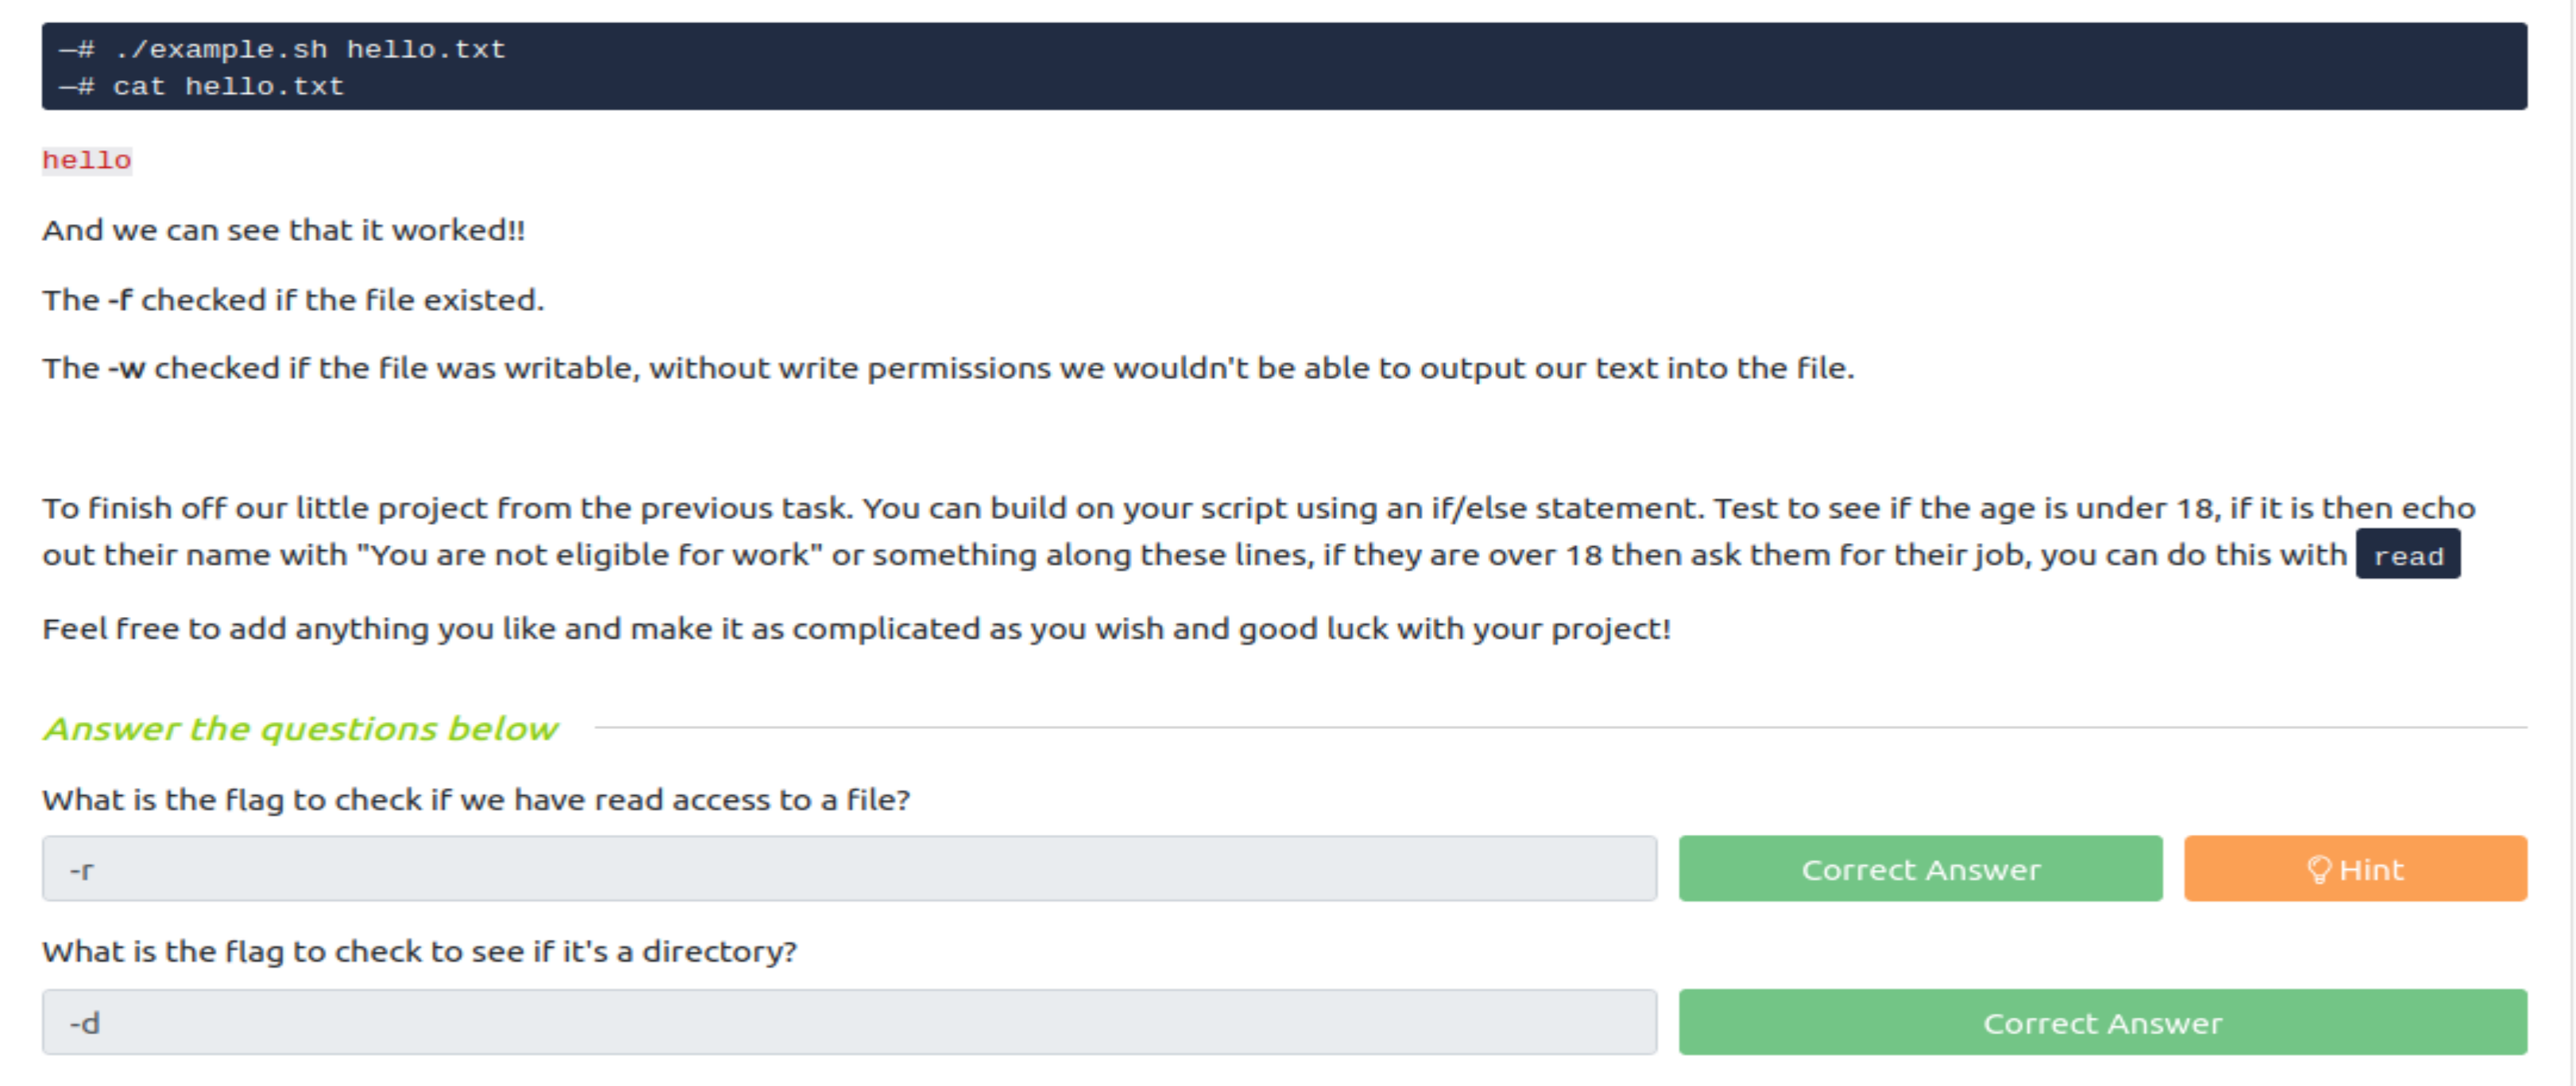 —# ./example.sh hello.txt
—# cat hello.txt
hello
And we can see that it worked!!
The -f checked if the file existed.
The -w checked if the file was writable, without write permissions we wouldn't be able to output our text into the file.
To finish off our little project from the previous task. You can build on your script using an if/else statement. Test to see if the age is under 18, if it is then echo
out their name with "You are not eligible for work" or something along these lines, if they are over 18 then ask them for their job, you can do this with read
Feel free to add anything you like and make it as complicated as you wish and good luck with your project!
Answer the questions below
What is the flag to check if we have read access to a file?
-r Correct Answer Hint
What is the flag to check to see if it's a directory?
-d Correct Answer